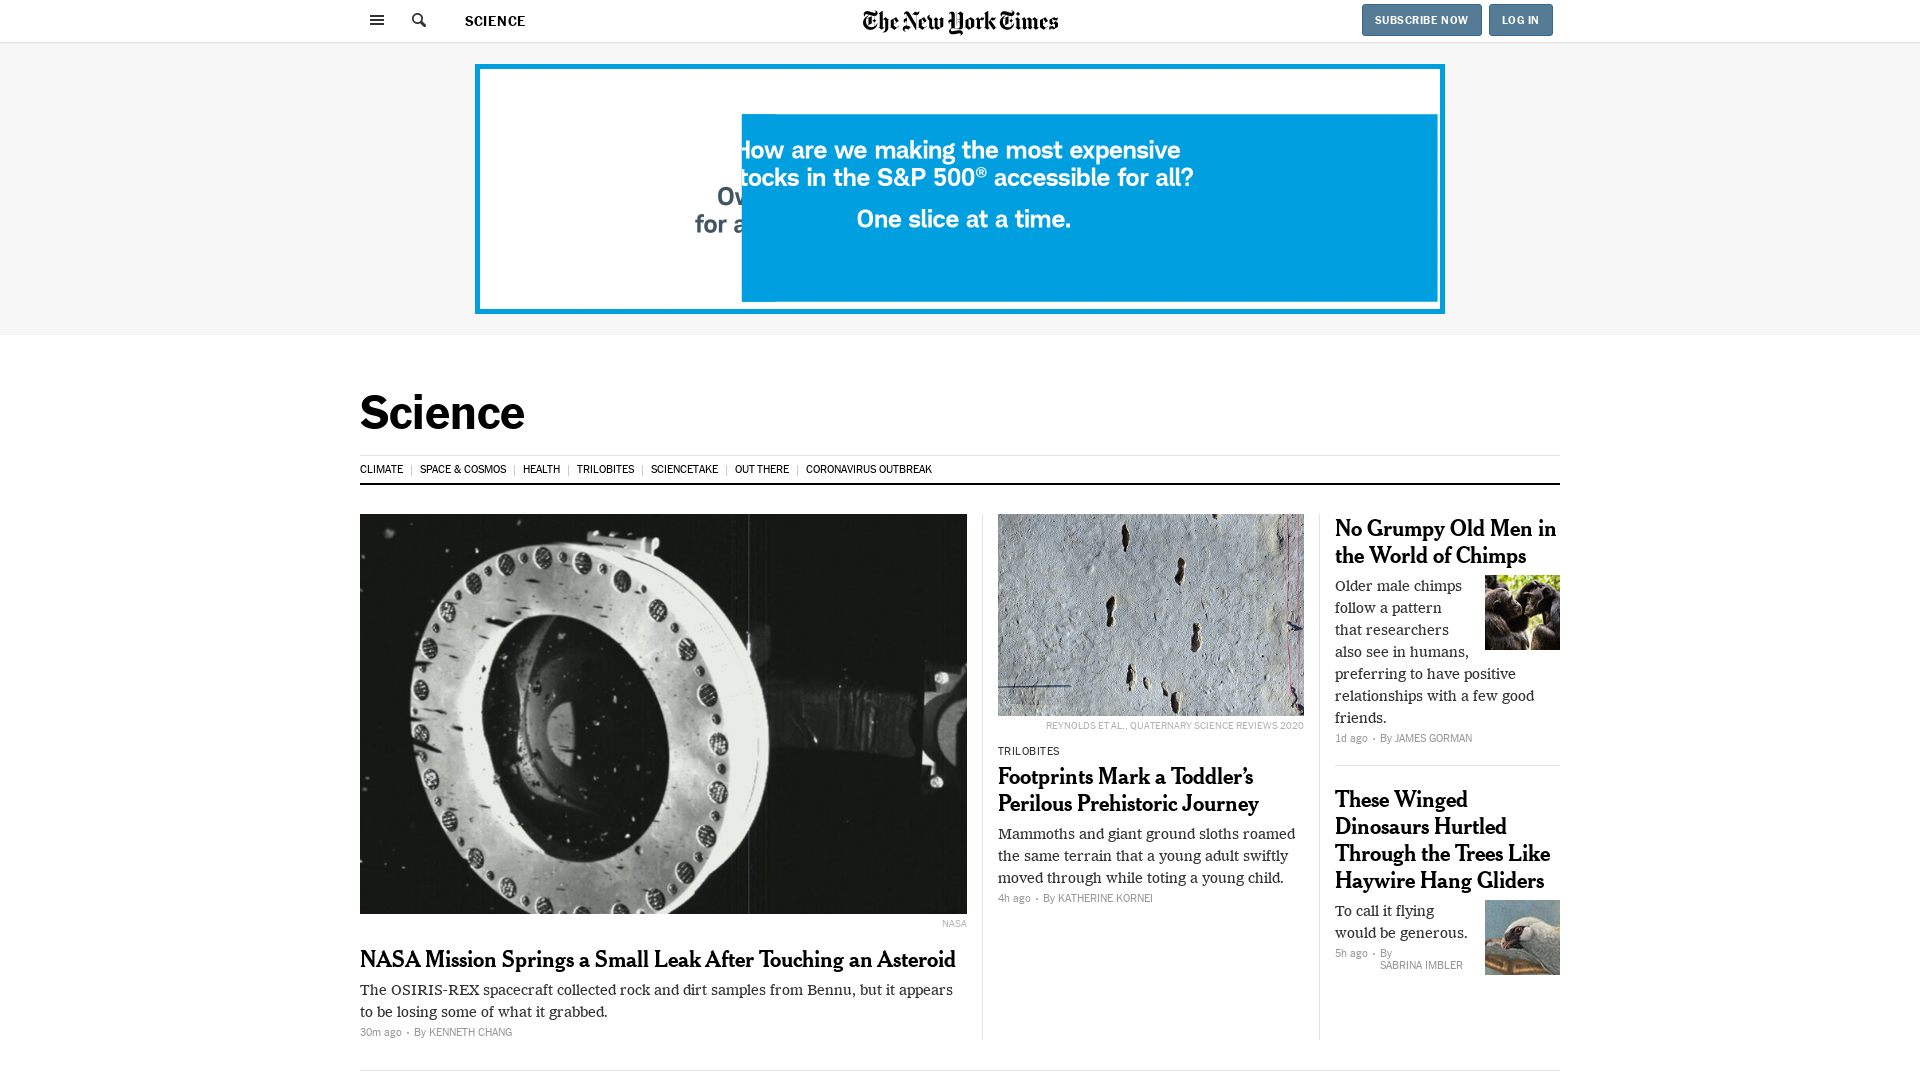 SCIENCE
The New York Times
SUBSCRIBE NOW
LOG IN
How are we making the most expensive
in the S&P 500® accessible for all?
One slice at a time.
for
Science
CLIMATE
SPACE & COSMOS
HEALTH
TRILOBITES
SCIENCETAKE
OUT THERE
CORONAVIRUS OUTBREAK
NASA
NASA Mission Springs a Small Leak After Touching an Asteroid
The OSIRIS-REX spacecraft collected rock and dirt samples from Bennu, but it appears
to be losing some of what it grabbed.
30m ago · By KENNETH CHANG
REYNOLDS ET AL., QUATERNARY SCIENCE REVIEWS 2020
TRILOBITES
Footprints Mark a Toddler’s
Perilous Prehistoric Journey
Mammoths and giant ground sloths roamed
the same terrain that a young adult swiftly
moved through while toting a young child.
4h ago · By KATHERINE KORNEI
No Grumpy Old Men in
the World of Chimps
Older male chimps
follow a pattern
that researchers
also see in humans,
preferring to have positive
relationships with a few good
friends.
1d ago · By JAMES GORMAN
These Winged
Dinosaurs Hurtled
Through the Trees Like
Haywire Hang Gliders
To call it flying
would be generous.
5h ago · By
SABRINA IMBLER